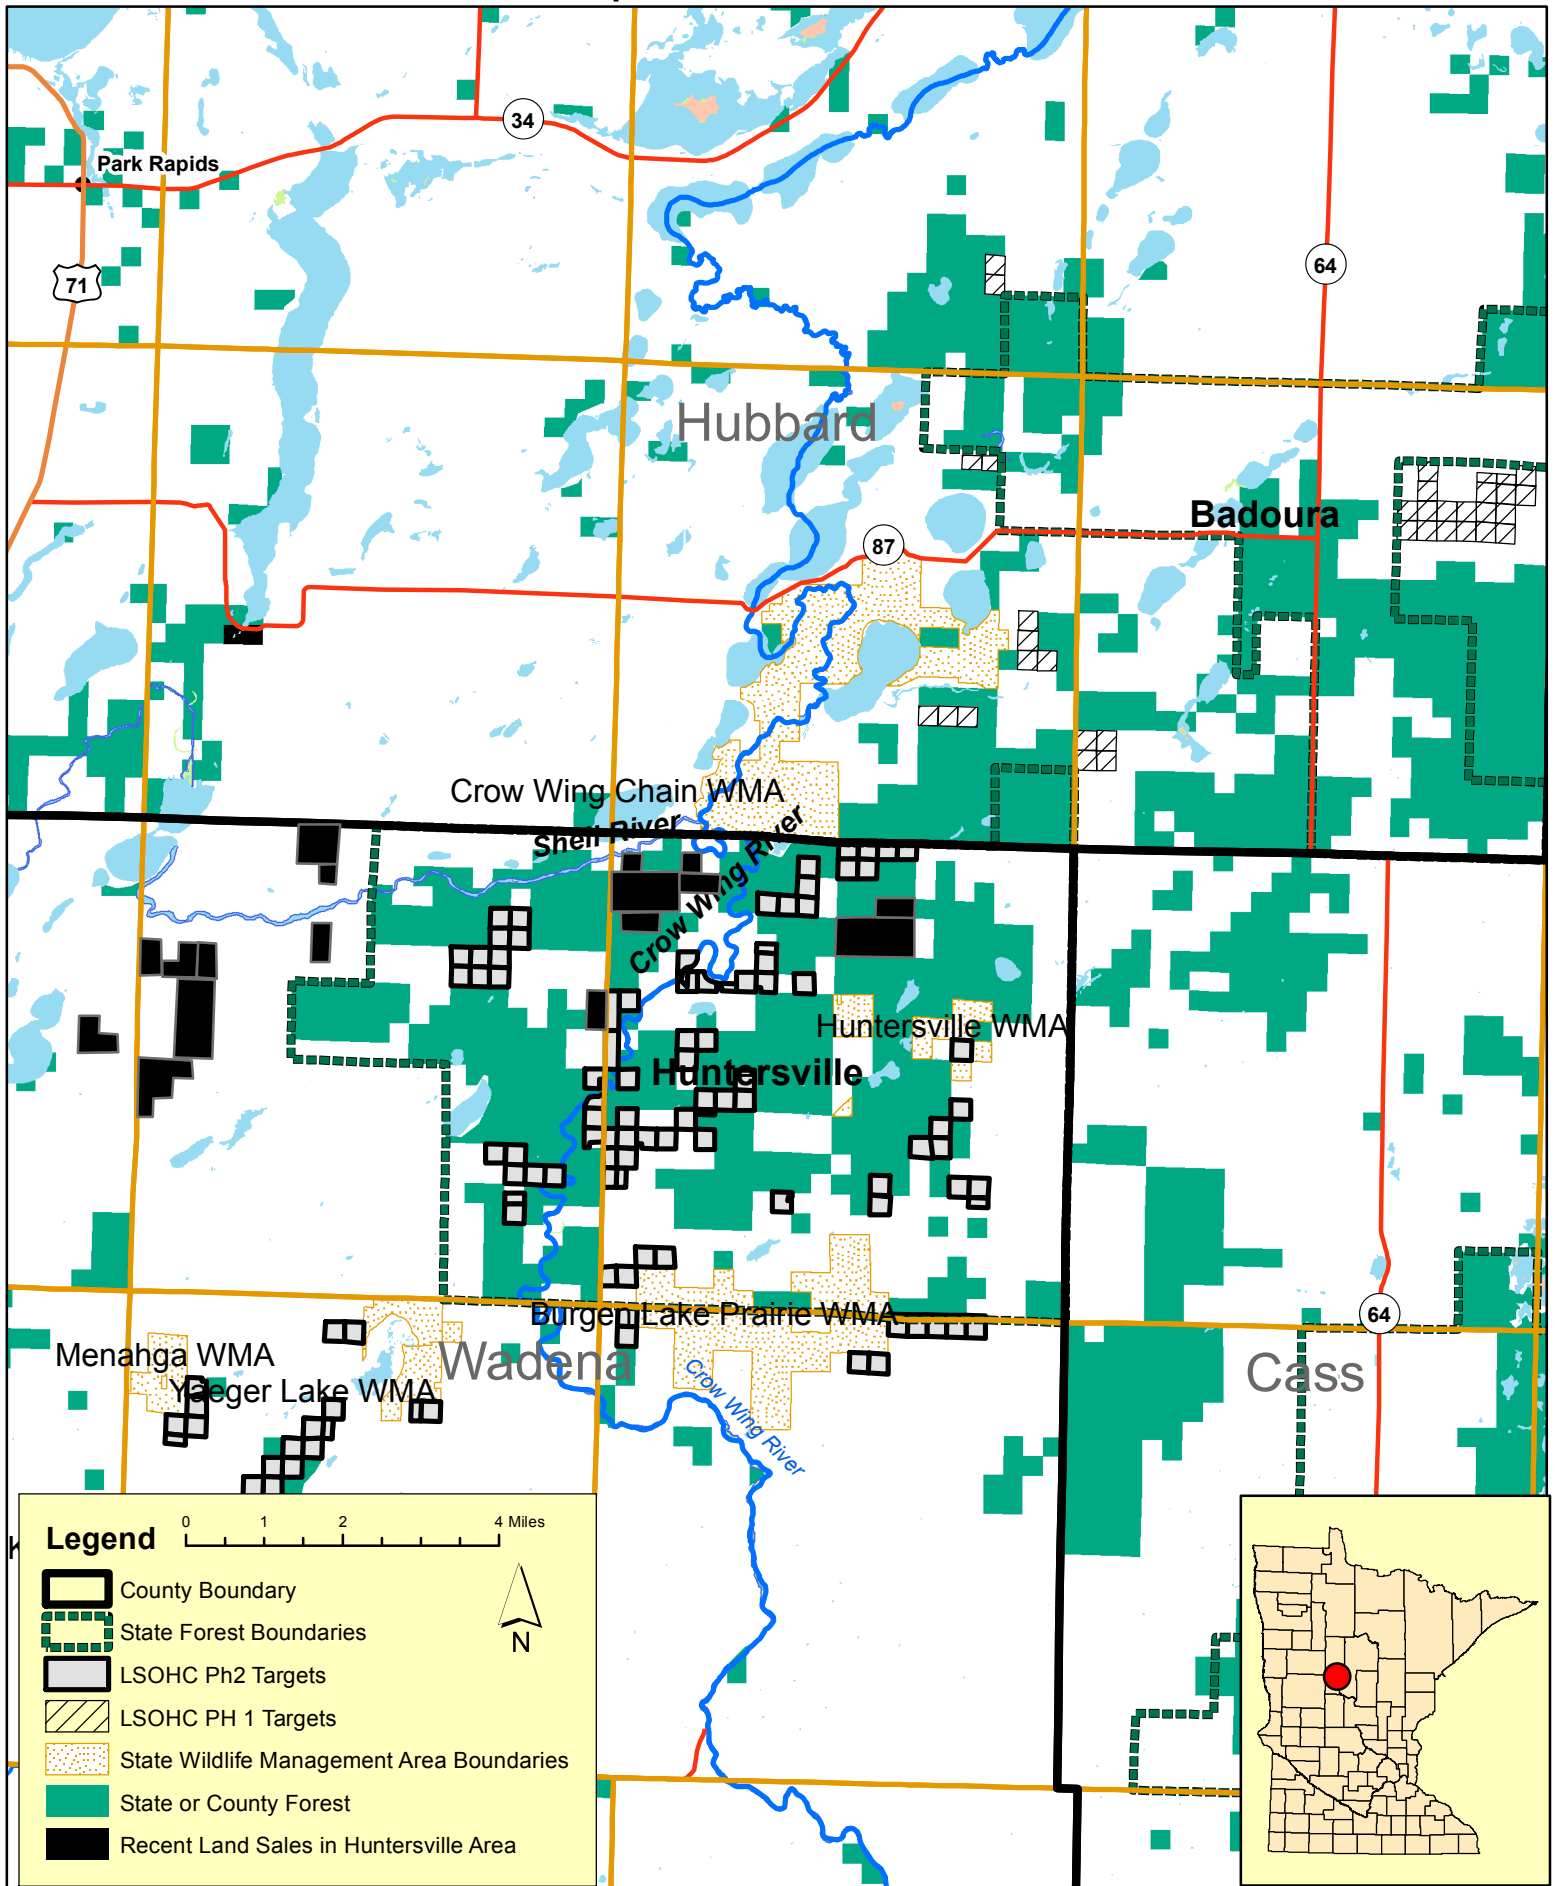 34
Park Rapids
71
64
Hubbard
Badoura
87
Crow Wing Chain WMA
Shell River
Crow Wing River
Huntersville WMA
Huntersville
Burgen Lake Prairie WMA
64
Menahga WMA
Wadena
Cass
Yaeger Lake WMA
Crow Wing River
Legend
0 1 2 4 Miles
County Boundary
State Forest Boundaries
N
LSOHC Ph2 Targets
LSOHC PH 1 Targets
State Wildlife Management Area Boundaries
State or County Forest
Recent Land Sales in Huntersville Area